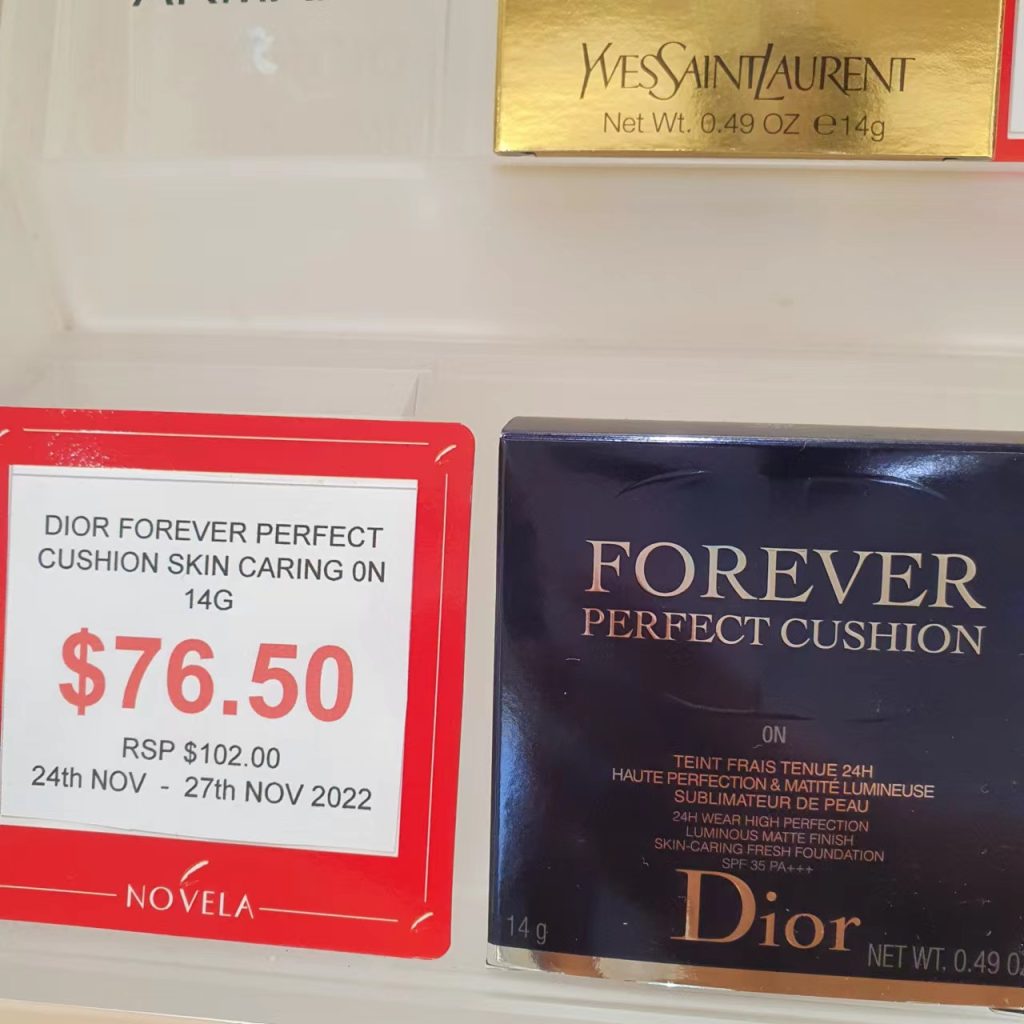 YVESSAINTLAURENT
Net Wt. 0.49 OZ e14g
DIOR FOREVER PERFECT
CUSHION SKIN CARING 0N
14G
$76.50
RSP $102.00
24th NOV - 27th NOV 2022
NOVELA
FOREVER
PERFECT CUSHION
0N
TEINT FRAIS TENUE 24H
HAUTE PERFECTION & MATITÉ LUMINEUSE
SUBLIMATEUR DE PEAU
24H WEAR HIGH PERFECTION
LUMINOUS MATTE FINISH
SKIN-CARING FRESH FOUNDATION
SPF 35 PA+++
Dior
14 g
NET WT. 0.49